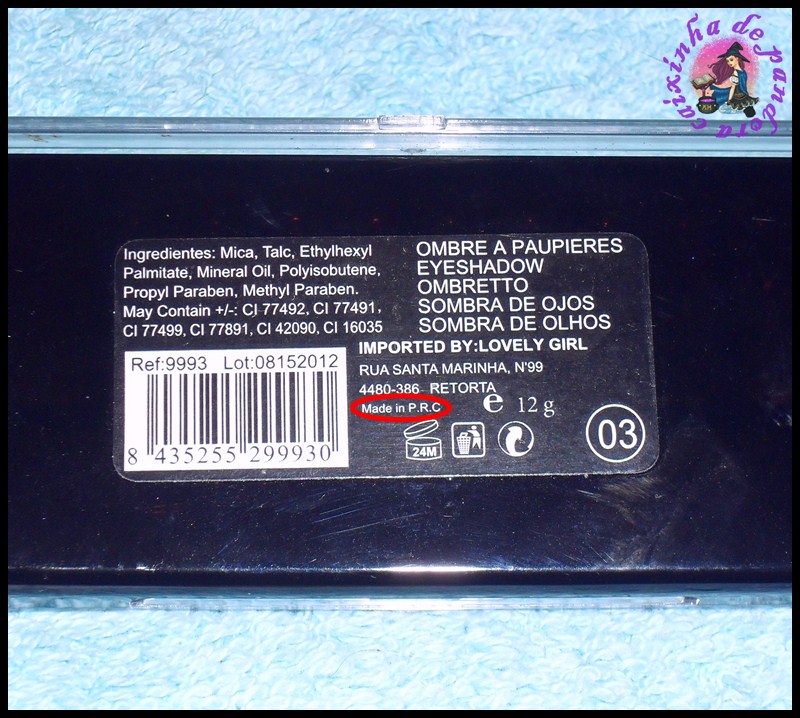 caixinha de pandora
Ingredientes: Mica, Talc, Ethylhexyl
Palmitate, Mineral Oil, Polyisobutene,
Propyl Paraben, Methyl Paraben.
May Contain +/-: CI 77492, CI 77491,
CI 77499, CI 77891, CI 42090, CI 16035
OMBRE A PAUPIERES
EYESHADOW
OMBRETTO
SOMBRA DE OJOS
SOMBRA DE OLHOS
IMPORTED BY:LOVELY GIRL
RUA SANTA MARINHA, N'99
4480-386 RETORTA
Made in P.R.C
e 12 g
24M
03
Ref:9993 Lot:08152012
8 435255 299930